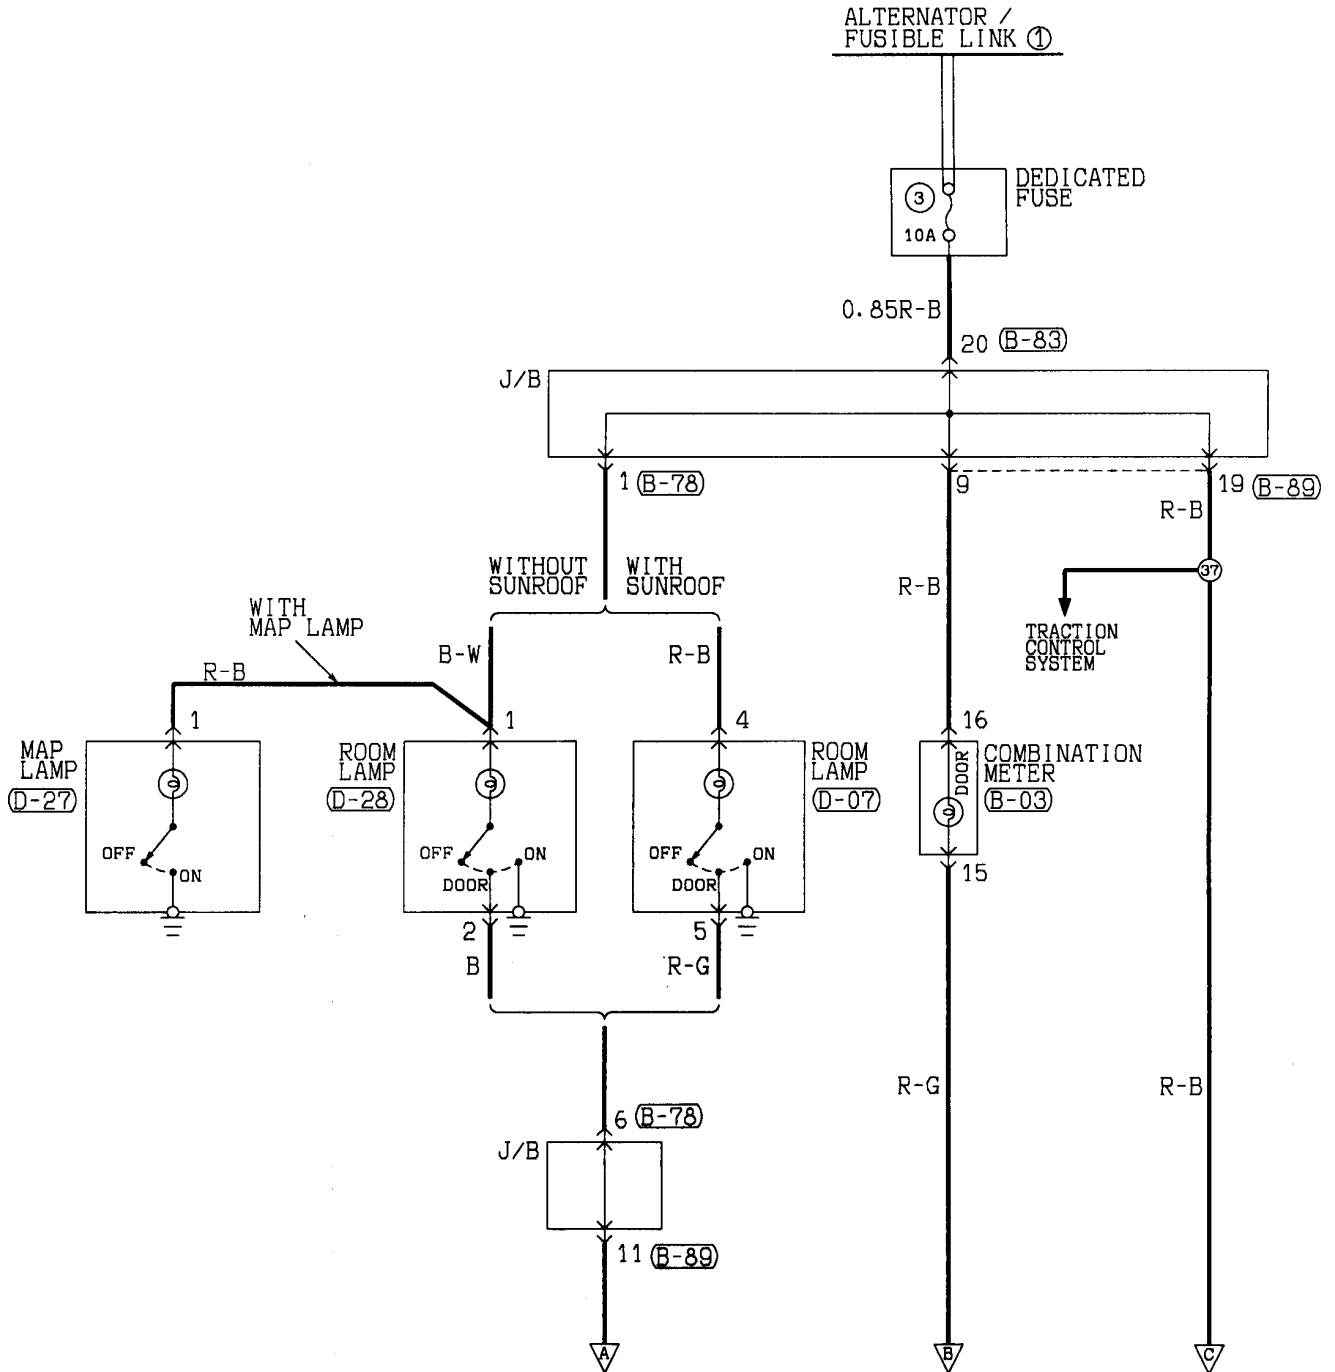 ALTERNATOR /
FUSIBLE LINK ①
DEDICATED
FUSE
③
10A
0.85R-B
20 B-83
J/B
1 B-78
9
19 B-89
R-B
WITHOUT
SUNROOF
WITH
SUNROOF
R-B
37
TRACTION
CONTROL
SYSTEM
WITH
MAP LAMP
R-B
B-W
R-B
1
1
4
16
MAP
LAMP
D-27
OFF
ON
ROOM
LAMP
D-28
OFF
ON
DOOR
ROOM
LAMP
D-07
OFF
ON
DOOR
DOOR
COMBINATION
METER
B-03
15
2
B
5
R-G
R-G
R-B
6 B-78
J/B
11 B-89
A
B
C